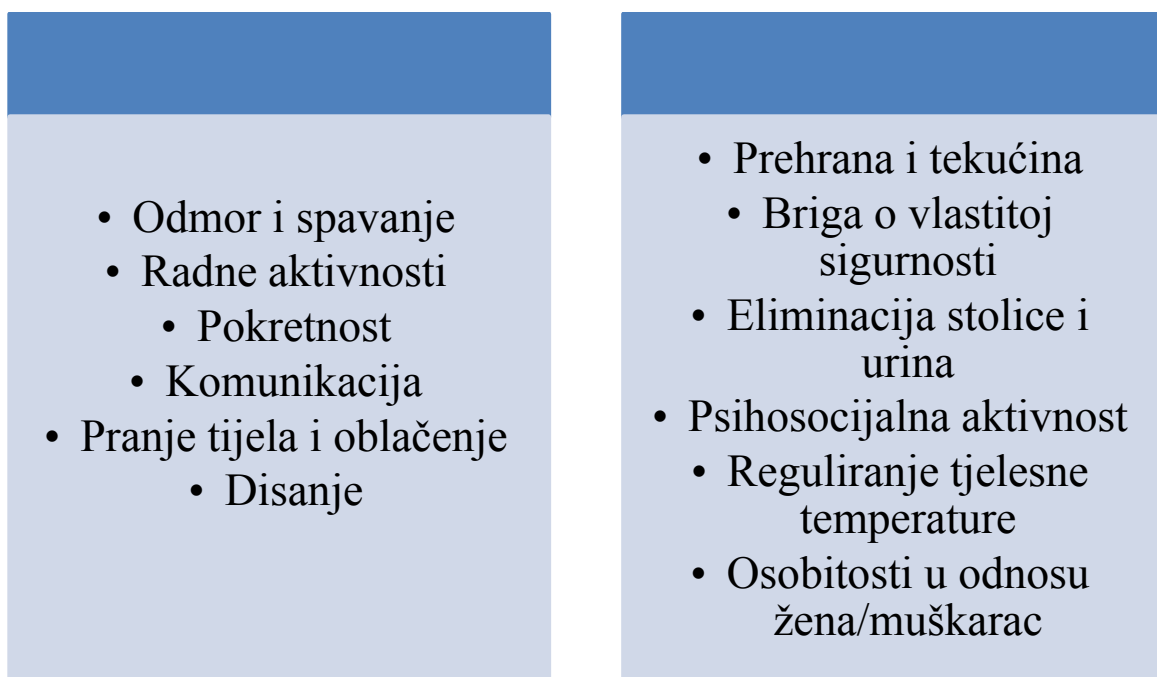 • Odmor i spavanje
• Radne aktivnosti
• Pokretnost
• Komunikacija
• Pranje tijela i oblačenje
• Disanje
• Prehrana i tekućina
• Briga o vlastitoj
sigurnosti
• Eliminacija stolice i
urina
• Psihosocijalna aktivnost
• Reguliranje tjelesne
temperature
• Osobitosti u odnosu
žena/muškarac